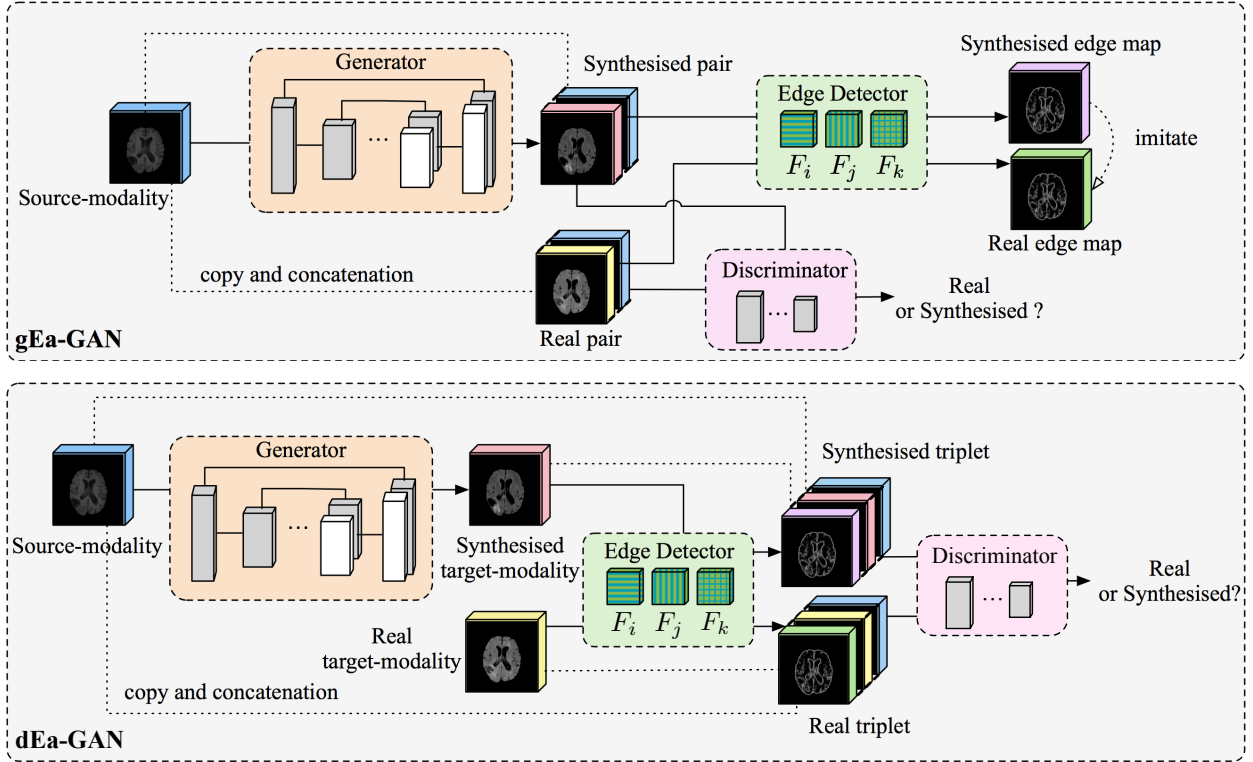 Synthesised edge map
Generator
Synthesised pair
Edge Detector
F_i F_j F_k
imitate
Source-modality
Real edge map
copy and concatenation
Discriminator
...
Real
or Synthesised ?
Real pair
gEa-GAN
Generator
Synthesised triplet
Source-modality
Synthesised
target-modality
Edge Detector
F_i F_j F_k
Discriminator
...
Real
or Synthesised?
Real
target-modality
copy and concatenation
Real triplet
dEa-GAN